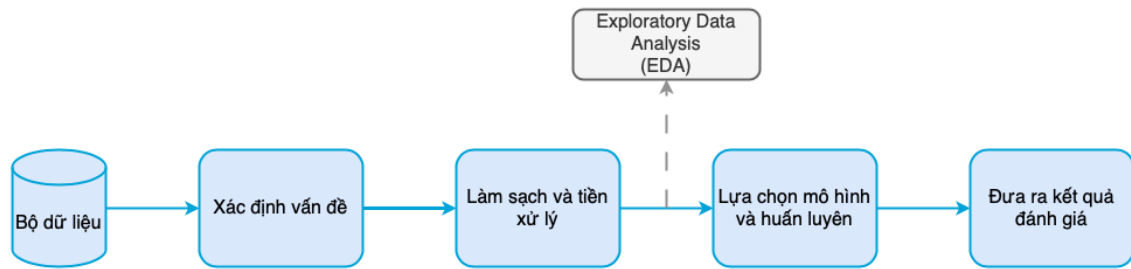 Exploratory Data
Analysis
(EDA)
Bộ dữ liệu
Xác định vấn đề
Làm sạch và tiền
xử lý
Lựa chọn mô hình
và huấn luyên
Đưa ra kết quả
đánh giá